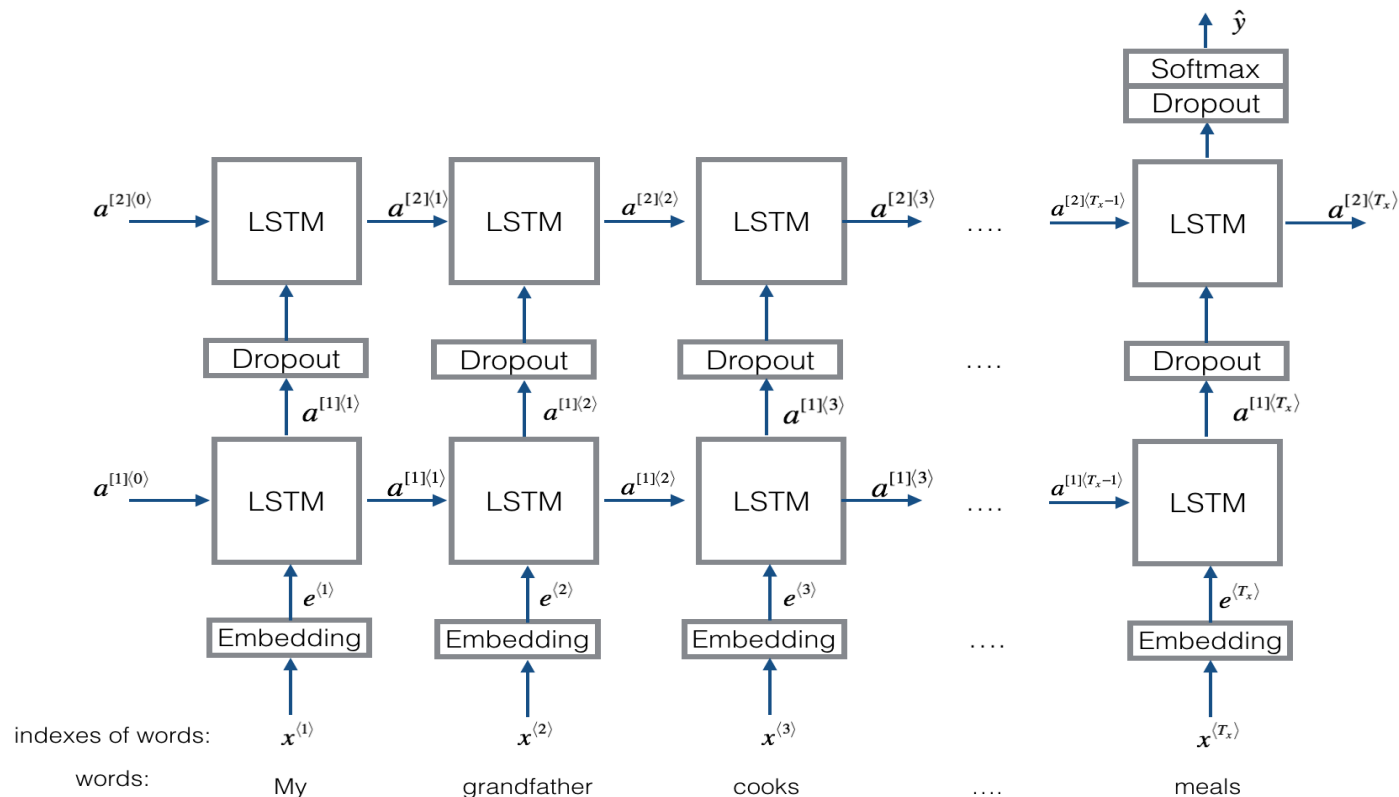 ŷ
Softmax
Dropout
a[2]⟨0⟩ LSTM a[2]⟨1⟩ LSTM a[2]⟨2⟩ LSTM a[2]⟨3⟩ .... a[2]⟨Tx−1⟩ LSTM a[2]⟨Tx⟩
Dropout Dropout Dropout .... Dropout
a[1]⟨1⟩ a[1]⟨2⟩ a[1]⟨3⟩ a[1]⟨Tx⟩
a[1]⟨0⟩ LSTM a[1]⟨1⟩ LSTM a[1]⟨2⟩ LSTM a[1]⟨3⟩ .... a[1]⟨Tx−1⟩ LSTM
e⟨1⟩ e⟨2⟩ e⟨3⟩ e⟨Tx⟩
Embedding Embedding Embedding .... Embedding
indexes of words: x⟨1⟩ x⟨2⟩ x⟨3⟩ x⟨Tx⟩
words: My grandfather cooks .... meals